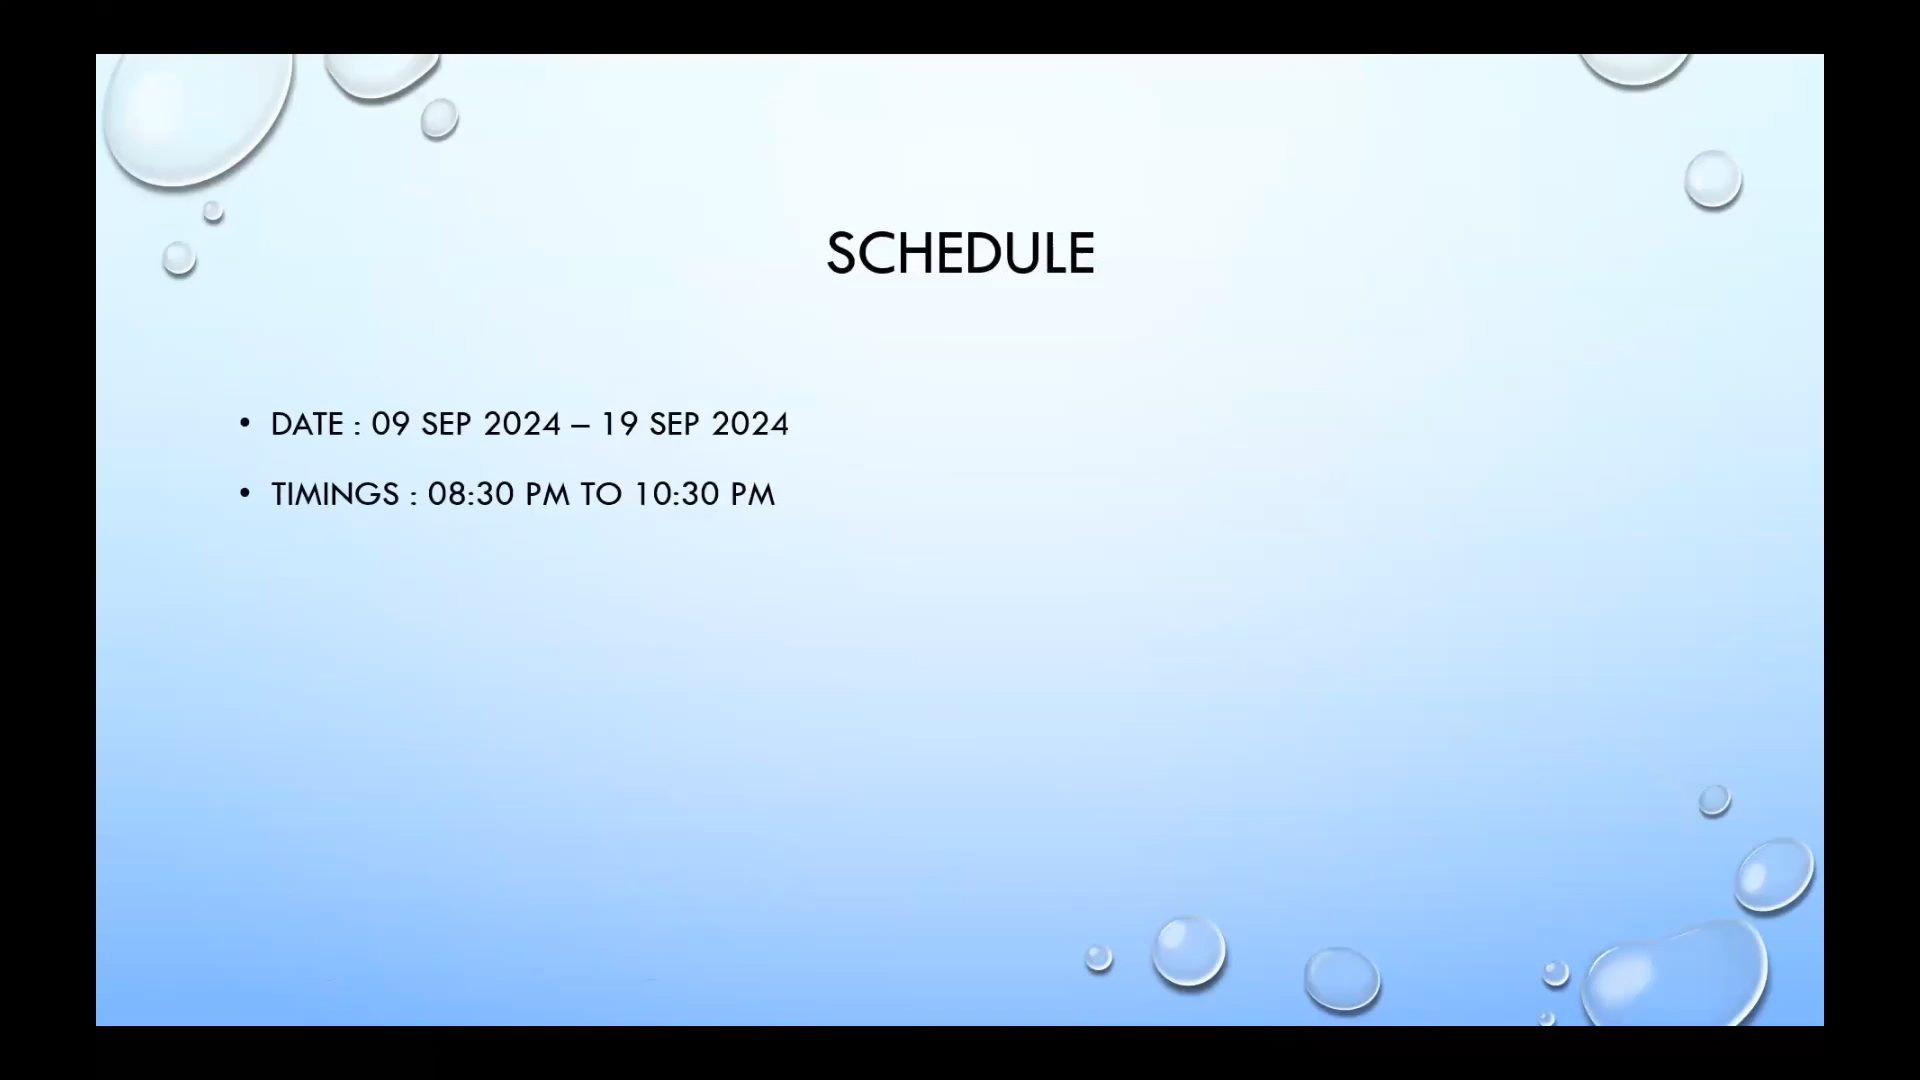 SCHEDULE
• DATE : 09 SEP 2024 – 19 SEP 2024
• TIMINGS : 08:30 PM TO 10:30 PM